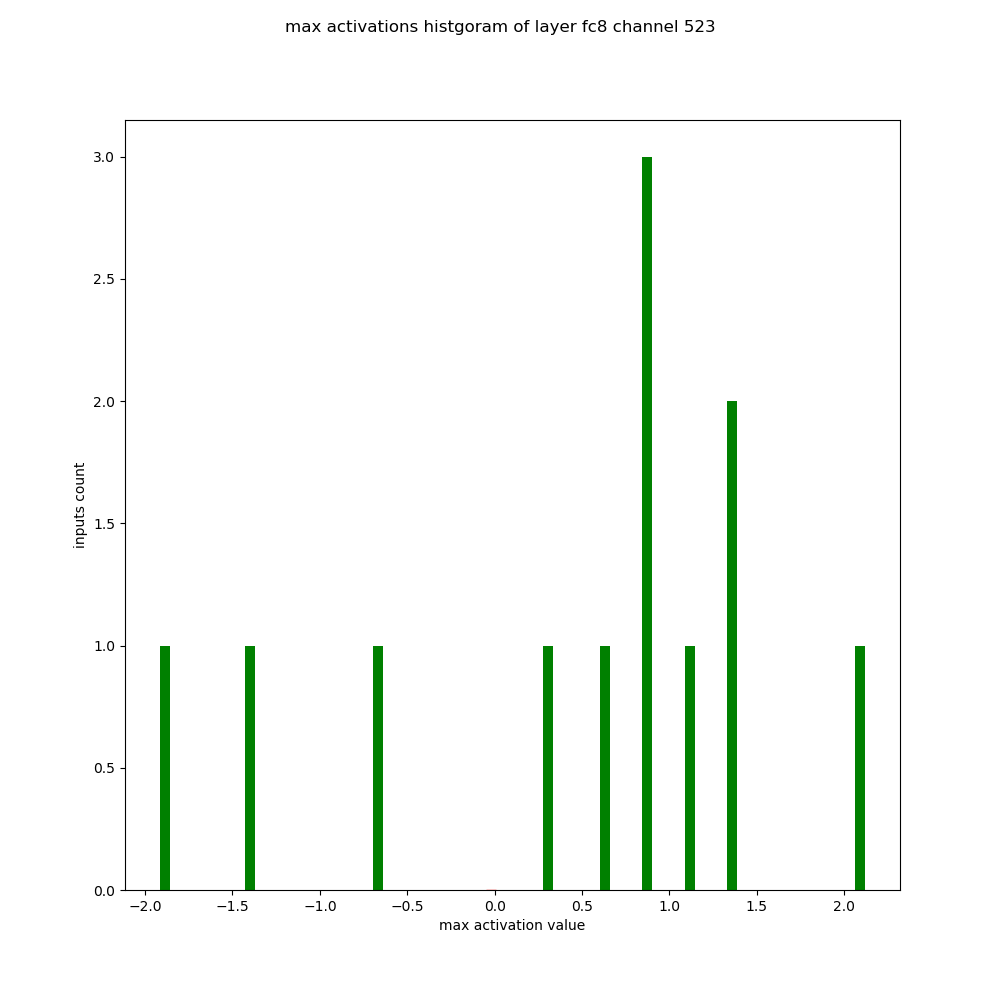 max activations histgoram of layer fc8 channel 523
3.0
2.5
2.0
1.5
1.0
0.5
0.0
inputs count
−2.0 −1.5 −1.0 −0.5 0.0 0.5 1.0 1.5 2.0
max activation value